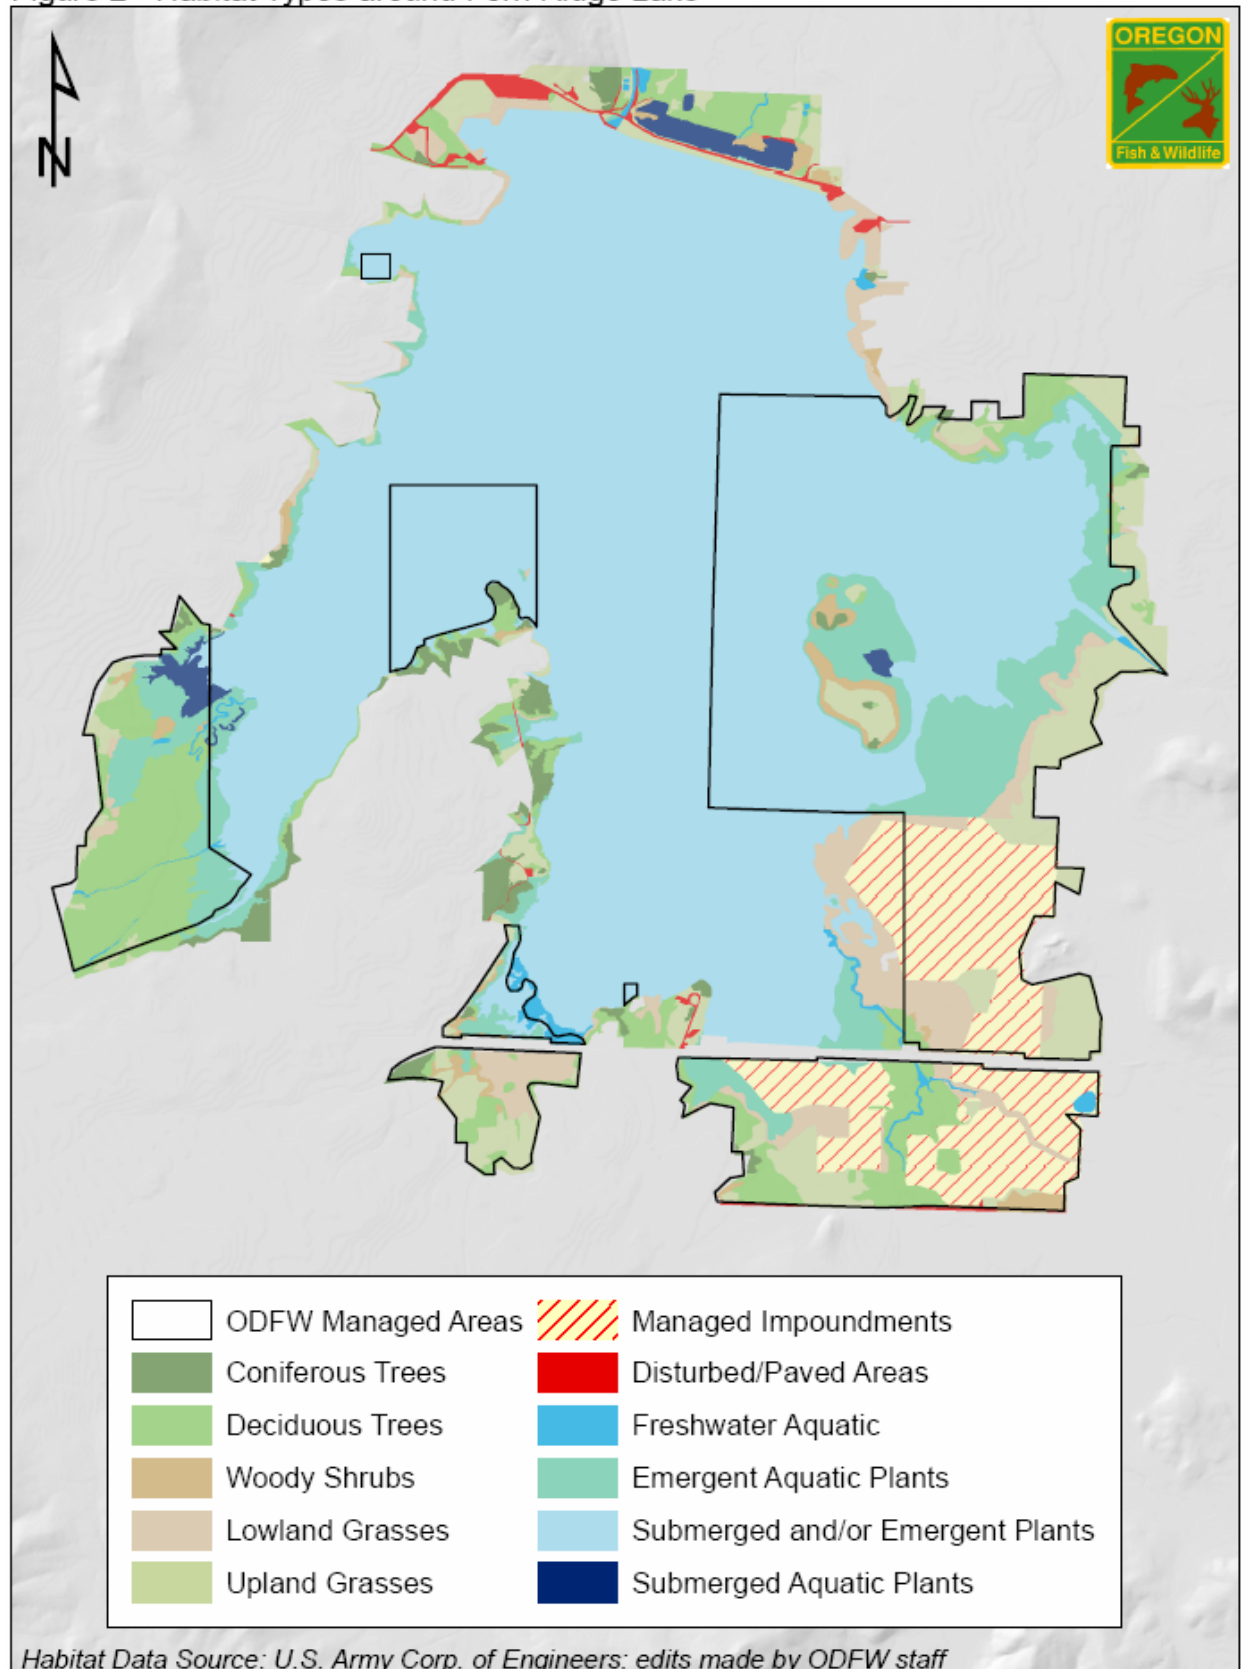 OREGON
Fish & Wildlife
N
ODFW Managed Areas
Coniferous Trees
Deciduous Trees
Woody Shrubs
Lowland Grasses
Upland Grasses
Managed Impoundments
Disturbed/Paved Areas
Freshwater Aquatic
Emergent Aquatic Plants
Submerged and/or Emergent Plants
Submerged Aquatic Plants
Habitat Data Source: U.S. Army Corp. of Engineers; edits made by ODFW staff